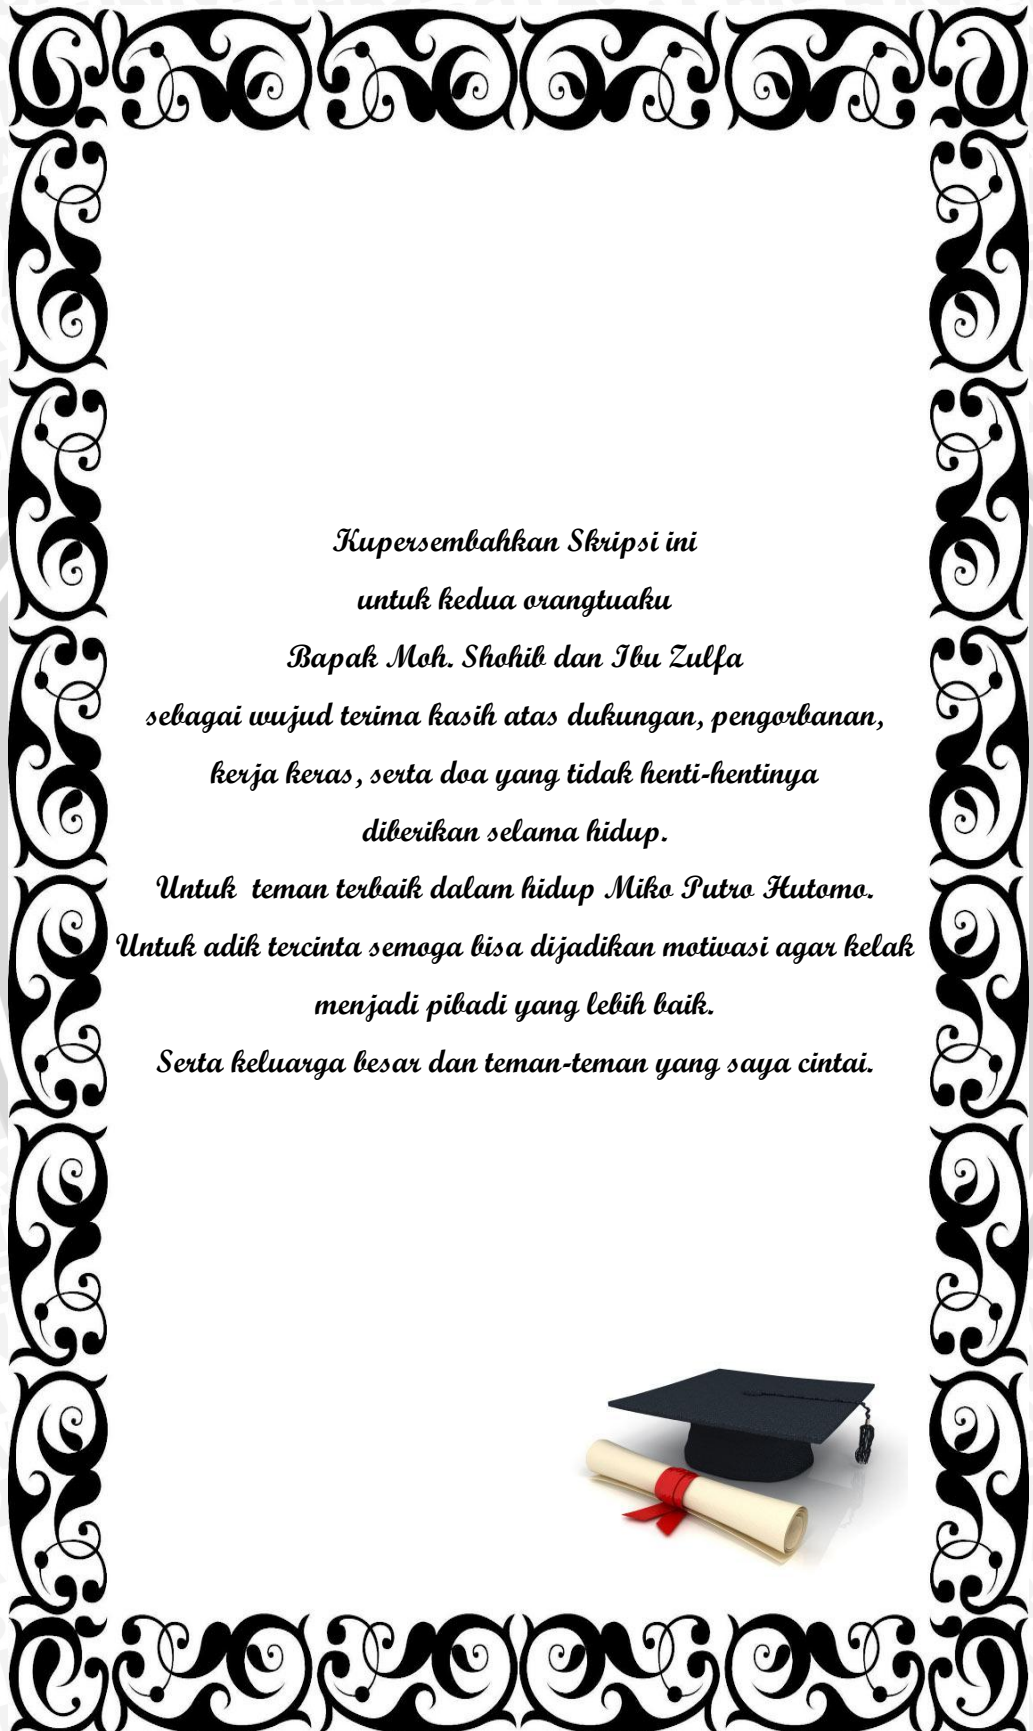 Kupersembahkan Skripsi ini
untuk kedua orangtuaku
Bapak Moh. Shohib dan Ibu Zulfa
sebagai wujud terima kasih atas dukungan, pengorbanan,
kerja keras, serta doa yang tidak henti-hentinya
diberikan selama hidup.
Untuk teman terbaik dalam hidup Miko Putro Hutomo.
Untuk adik tercinta semoga bisa dijadikan motivasi agar kelak
menjadi pibadi yang lebih baik.
Serta keluarga besar dan teman-teman yang saya cintai.